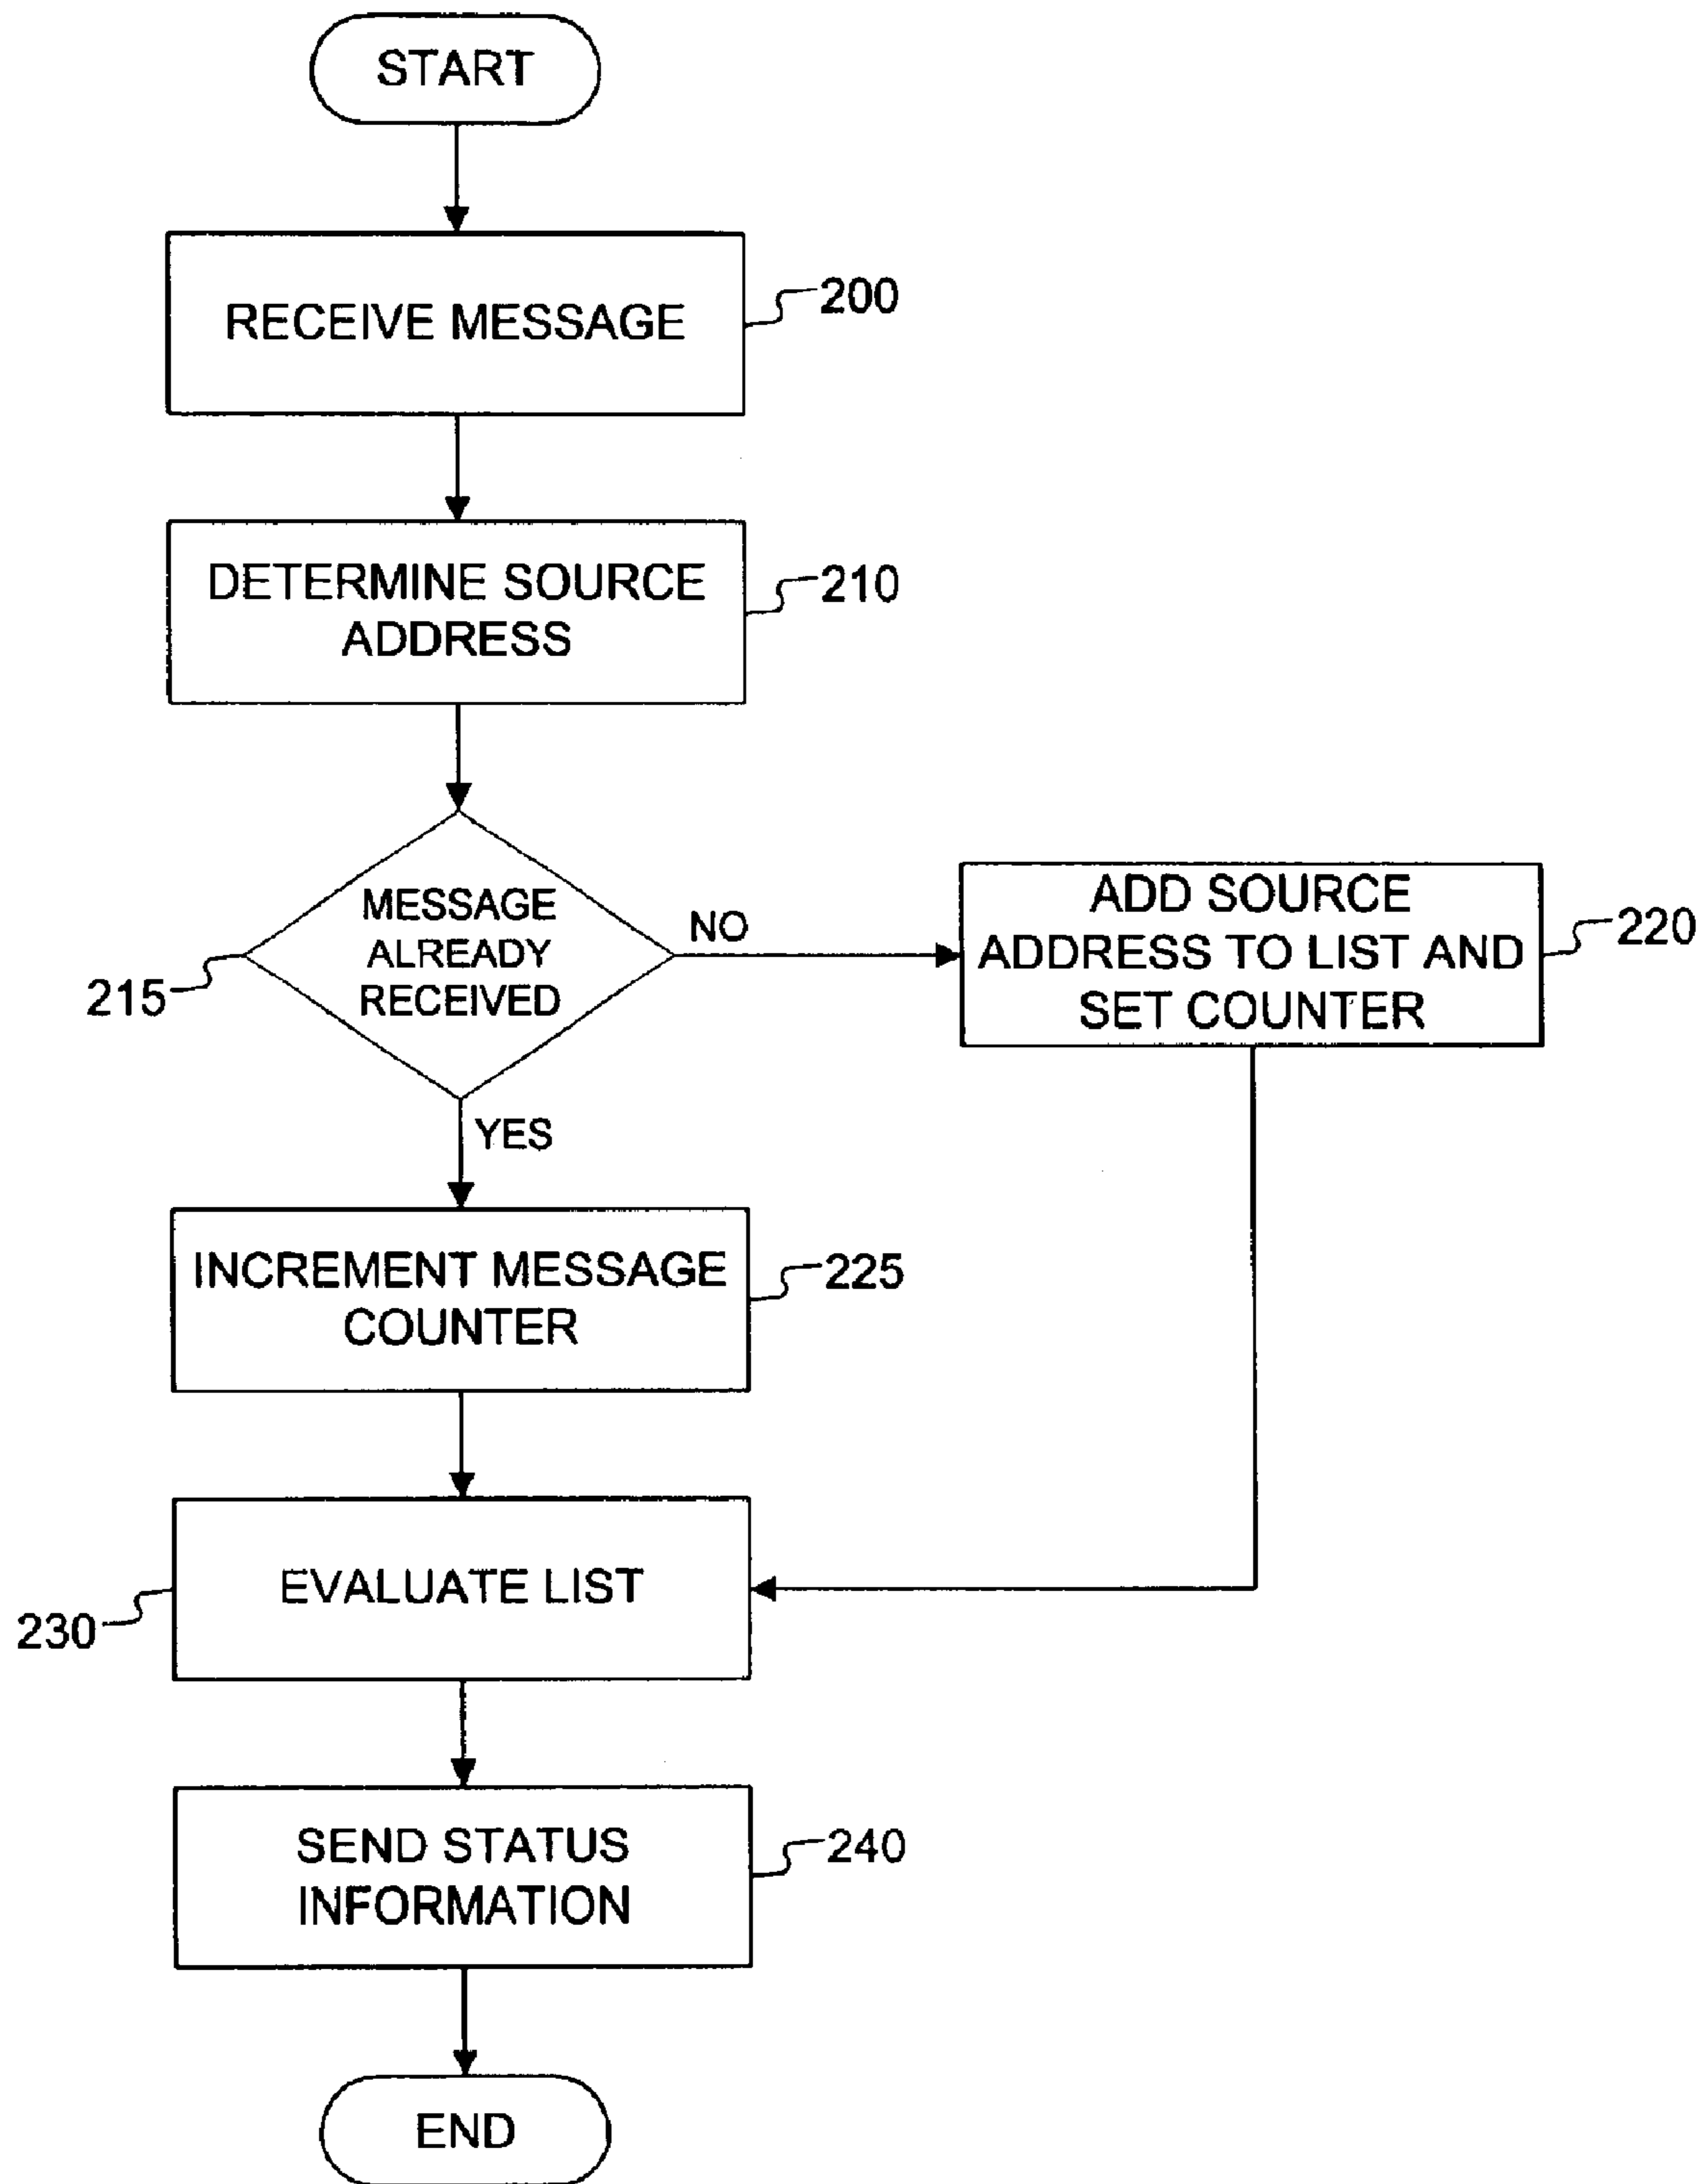 START
RECEIVE MESSAGE
200
DETERMINE SOURCE
ADDRESS
210
MESSAGE
ALREADY
RECEIVED
215
NO
ADD SOURCE
ADDRESS TO LIST AND
SET COUNTER
220
YES
INCREMENT MESSAGE
COUNTER
225
EVALUATE LIST
230
SEND STATUS
INFORMATION
240
END